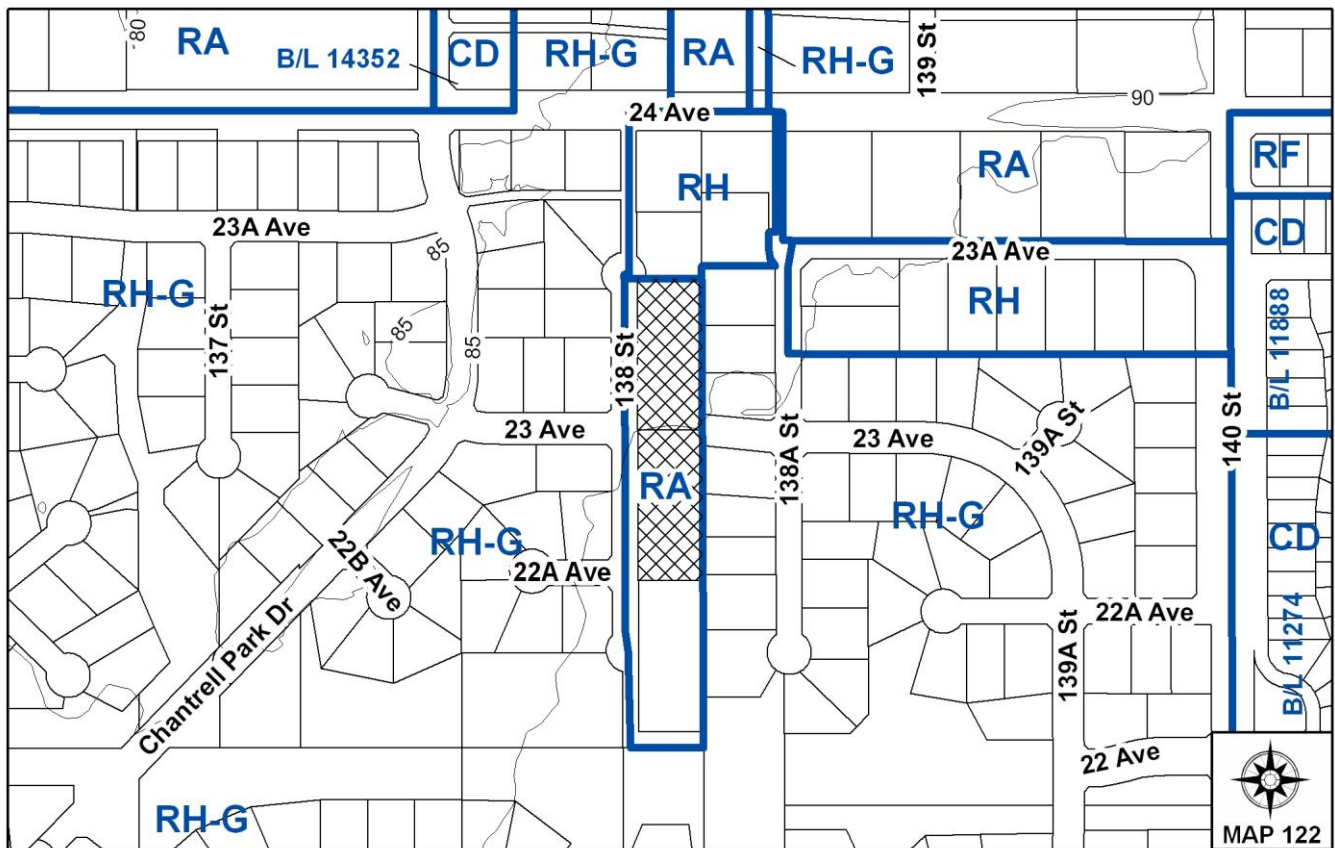 80
RA
B/L 14352
CD
RH-G
RA
RH-G
139 St
90
24 Ave
RH
RA
RF
23A Ave
85
CD
23A Ave
RH-G
137 St
85
85
138 St
RH
B/L 11888
23 Ave
RA
138A St
23 Ave
139A St
140 St
RH-G
22B Ave
22A Ave
RH-G
CD
Chantrell Park Dr
139A St
22A Ave
B/L 11274
22 Ave
RH-G
MAP 122